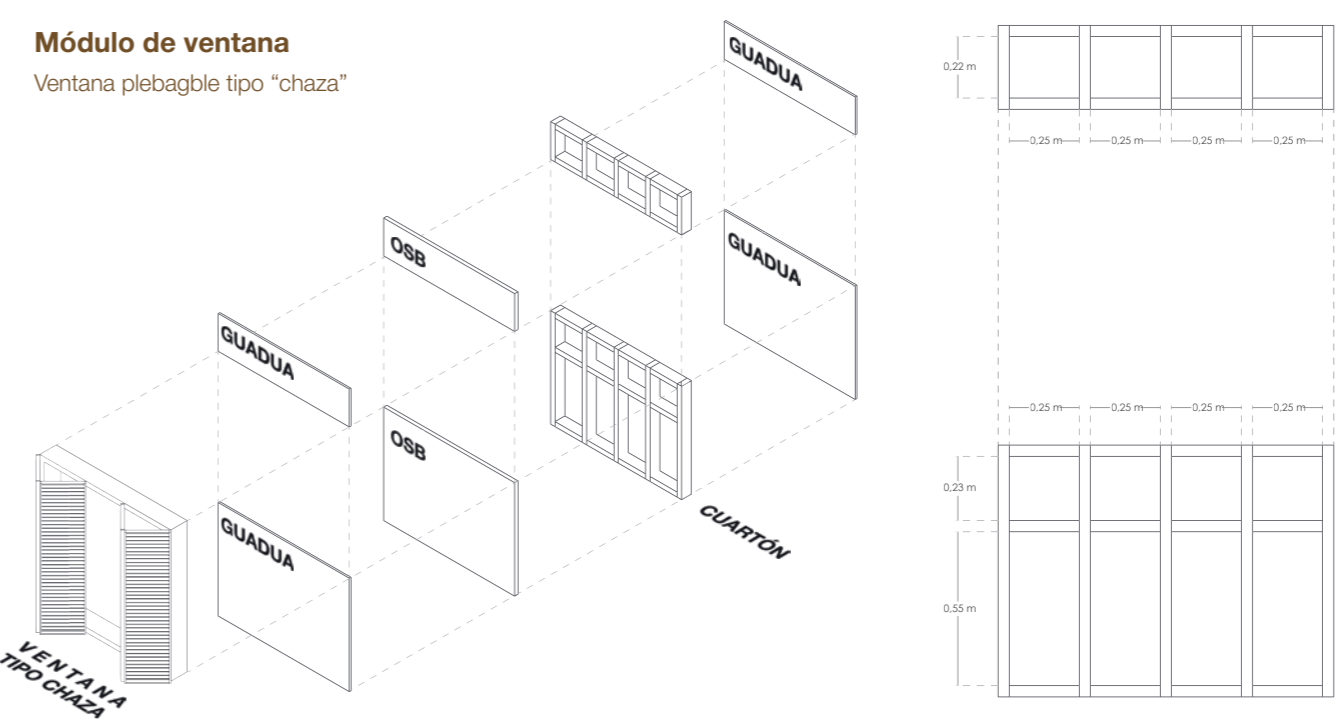 Módulo de ventana
Ventana plebagble tipo “chaza”
GUADUA
OSB
GUADUA
GUADUA
OSB
GUADUA
CUARTÓN
VENTANA
TIPO CHAZA
0,22 m
0,25 m
0,25 m
0,25 m
0,25 m
0,25 m
0,25 m
0,25 m
0,25 m
0,23 m
0,55 m